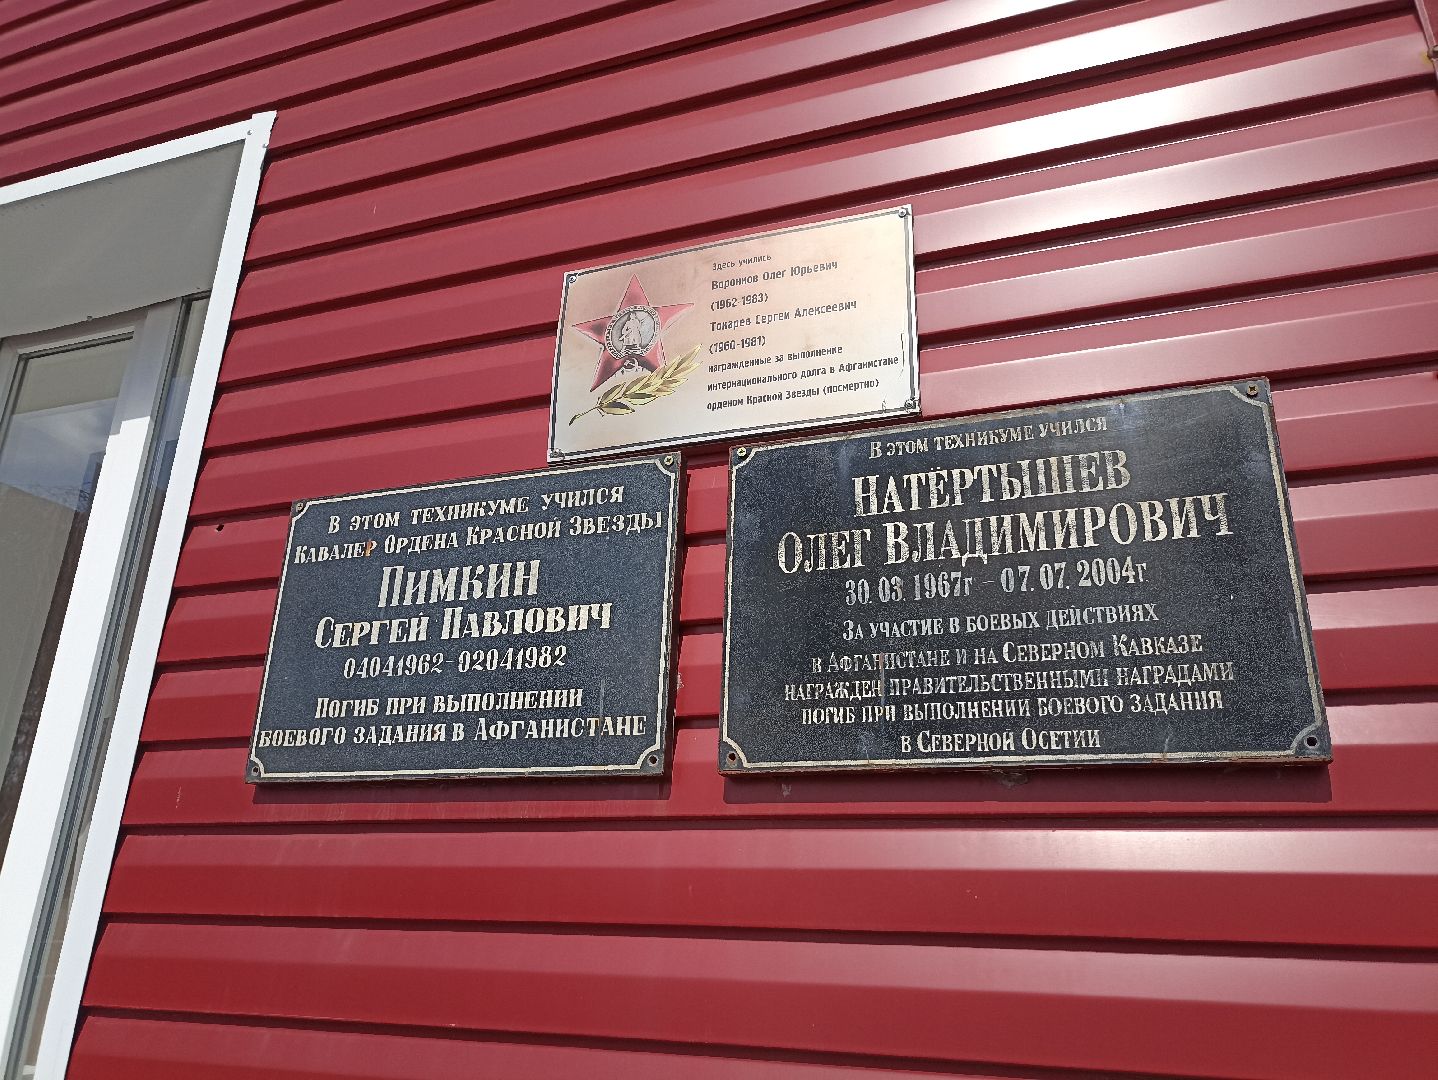 Здесь учились
Воронков Олег Юрьевич
(1962-1983)
Токарев Сергей Алексеевич
(1960-1981)
награжденные за выполнение
интернационального долга в Афганистане
орденом Красной Звезды (посмертно)
В ЭТОМ ТЕХНИКУМЕ УЧИЛСЯ
КАВАЛЕР ОРДЕНА КРАСНОЙ ЗВЕЗДЫ
ПИМКИН
СЕРГЕЙ ПАВЛОВИЧ
04041962-02041982
ПОГИБ ПРИ ВЫПОЛНЕНИИ
БОЕВОГО ЗАДАНИЯ В АФГАНИСТАНЕ
В ЭТОМ ТЕХНИКУМЕ УЧИЛСЯ
НАТЁРТЫШЕВ
ОЛЕГ ВЛАДИМИРОВИЧ
30.03.1967г - 07.07.2004г
ЗА УЧАСТИЕ В БОЕВЫХ ДЕЙСТВИЯХ
В АФГАНИСТАНЕ И НА СЕВЕРНОМ КАВКАЗЕ
НАГРАЖДЕН ПРАВИТЕЛЬСТВЕННЫМИ НАГРАДАМИ
ПОГИБ ПРИ ВЫПОЛНЕНИИ БОЕВОГО ЗАДАНИЯ
В СЕВЕРНОЙ ОСЕТИИ